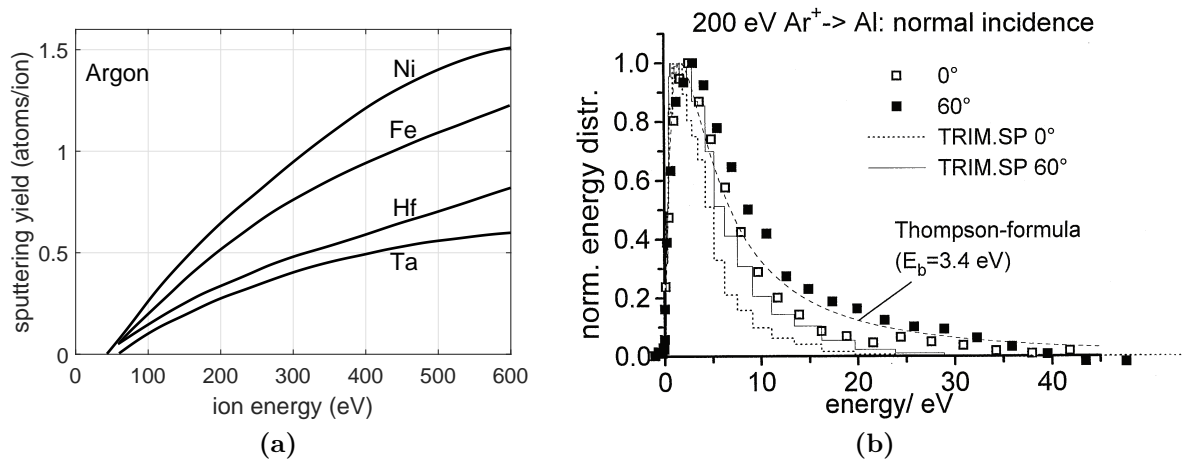 1.5
1
0.5
0
sputtering yield (atoms/ion)
Argon
Ni
Fe
Hf
Ta
0 100 200 300 400 500 600
ion energy (eV)
(a)
200 eV Ar⁺-> Al: normal incidence
1.0
0.8
0.6
0.4
0.2
0.0
norm. energy distr.
0°
60°
TRIM.SP 0°
TRIM.SP 60°
Thompson-formula
(E_b=3.4 eV)
0 10 20 30 40
energy/ eV
(b)